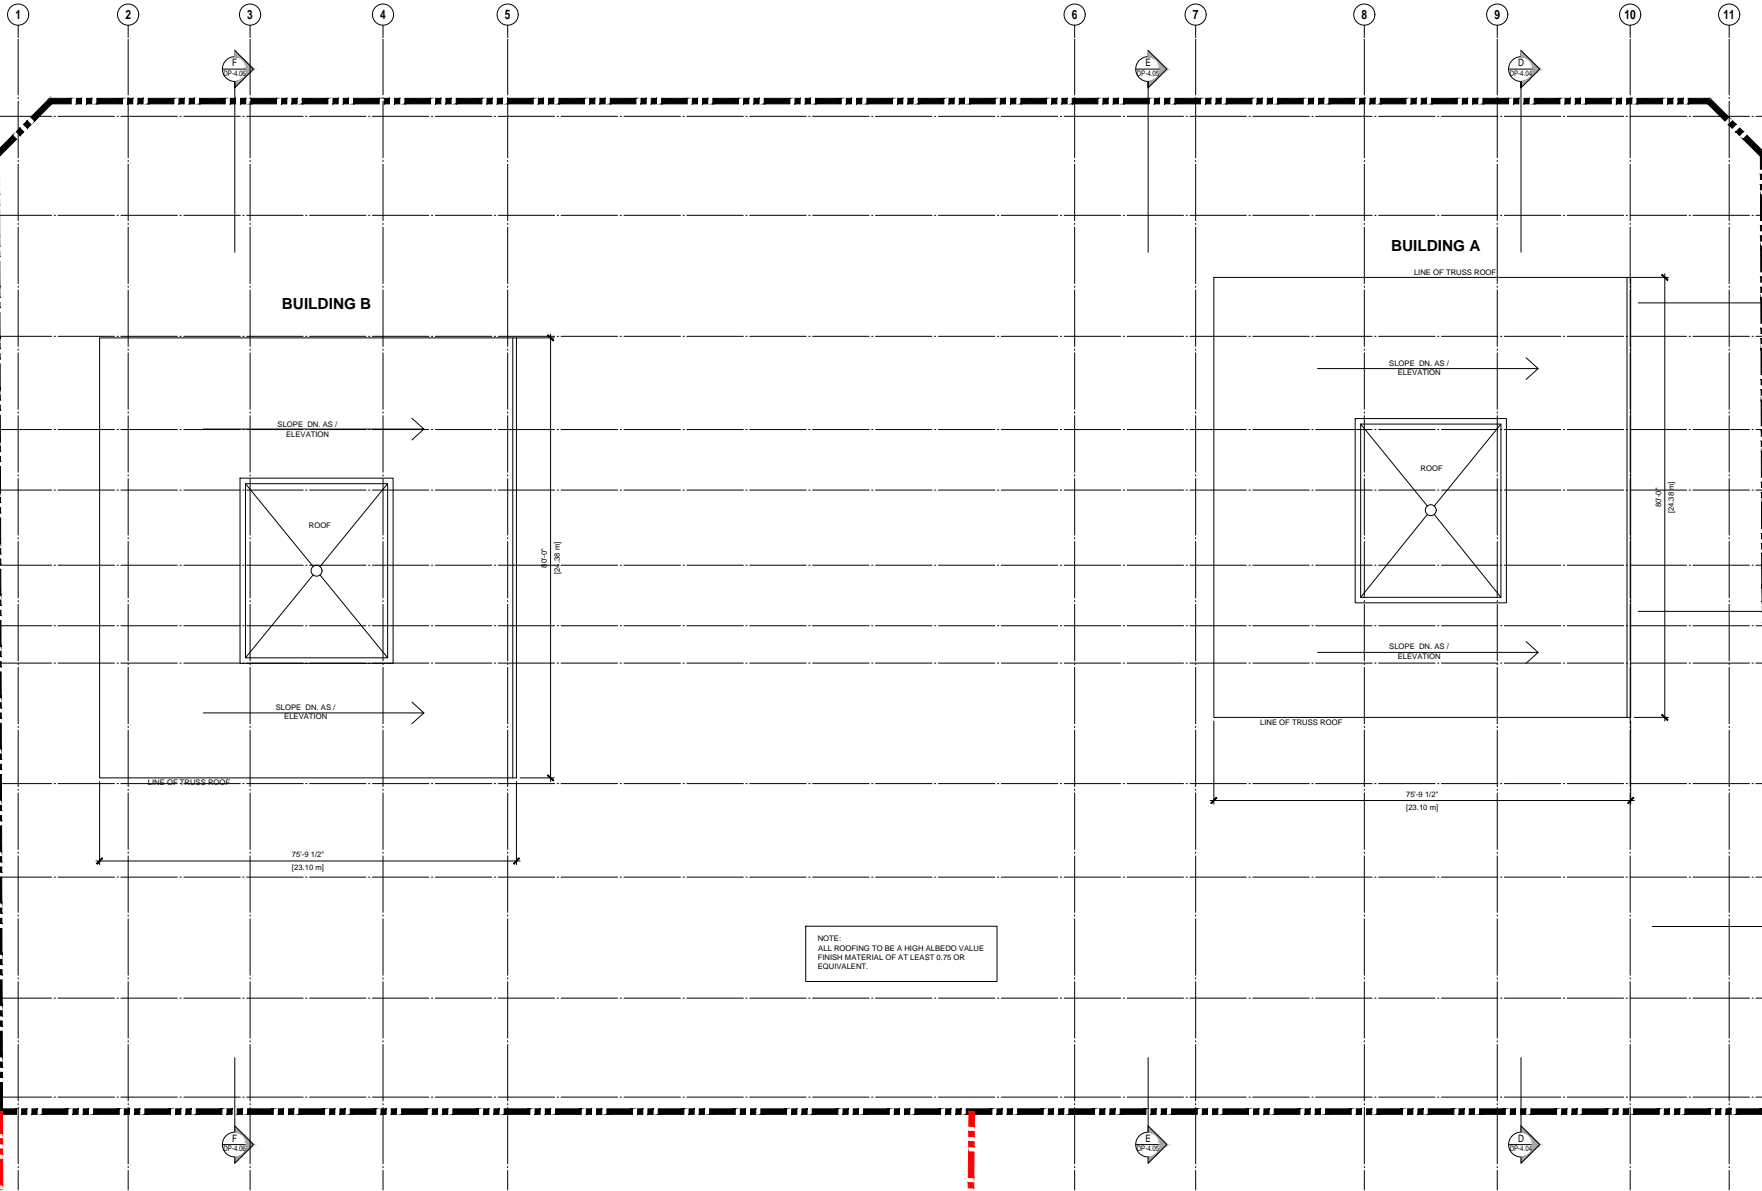 1 2 3 4 5 6 7 8 9 10 11
F
DP-4.06
E
DP-4.05
D
DP-4.04
BUILDING A
LINE OF TRUSS ROOF
BUILDING B
SLOPE DN. AS /
ELEVATION
SLOPE DN. AS /
ELEVATION
ROOF
ROOF
80'-0"
[24.38 m]
80'-0"
[24.38 m]
SLOPE DN. AS /
ELEVATION
SLOPE DN. AS /
ELEVATION
LINE OF TRUSS ROOF
LINE OF TRUSS ROOF
75'-9 1/2"
[23.10 m]
75'-9 1/2"
[23.10 m]
NOTE:
ALL ROOFING TO BE A HIGH ALBEDO VALUE
FINISH MATERIAL OF AT LEAST 0.75 OR
EQUIVALENT.
F
DP-4.06
E
DP-4.05
D
DP-4.04